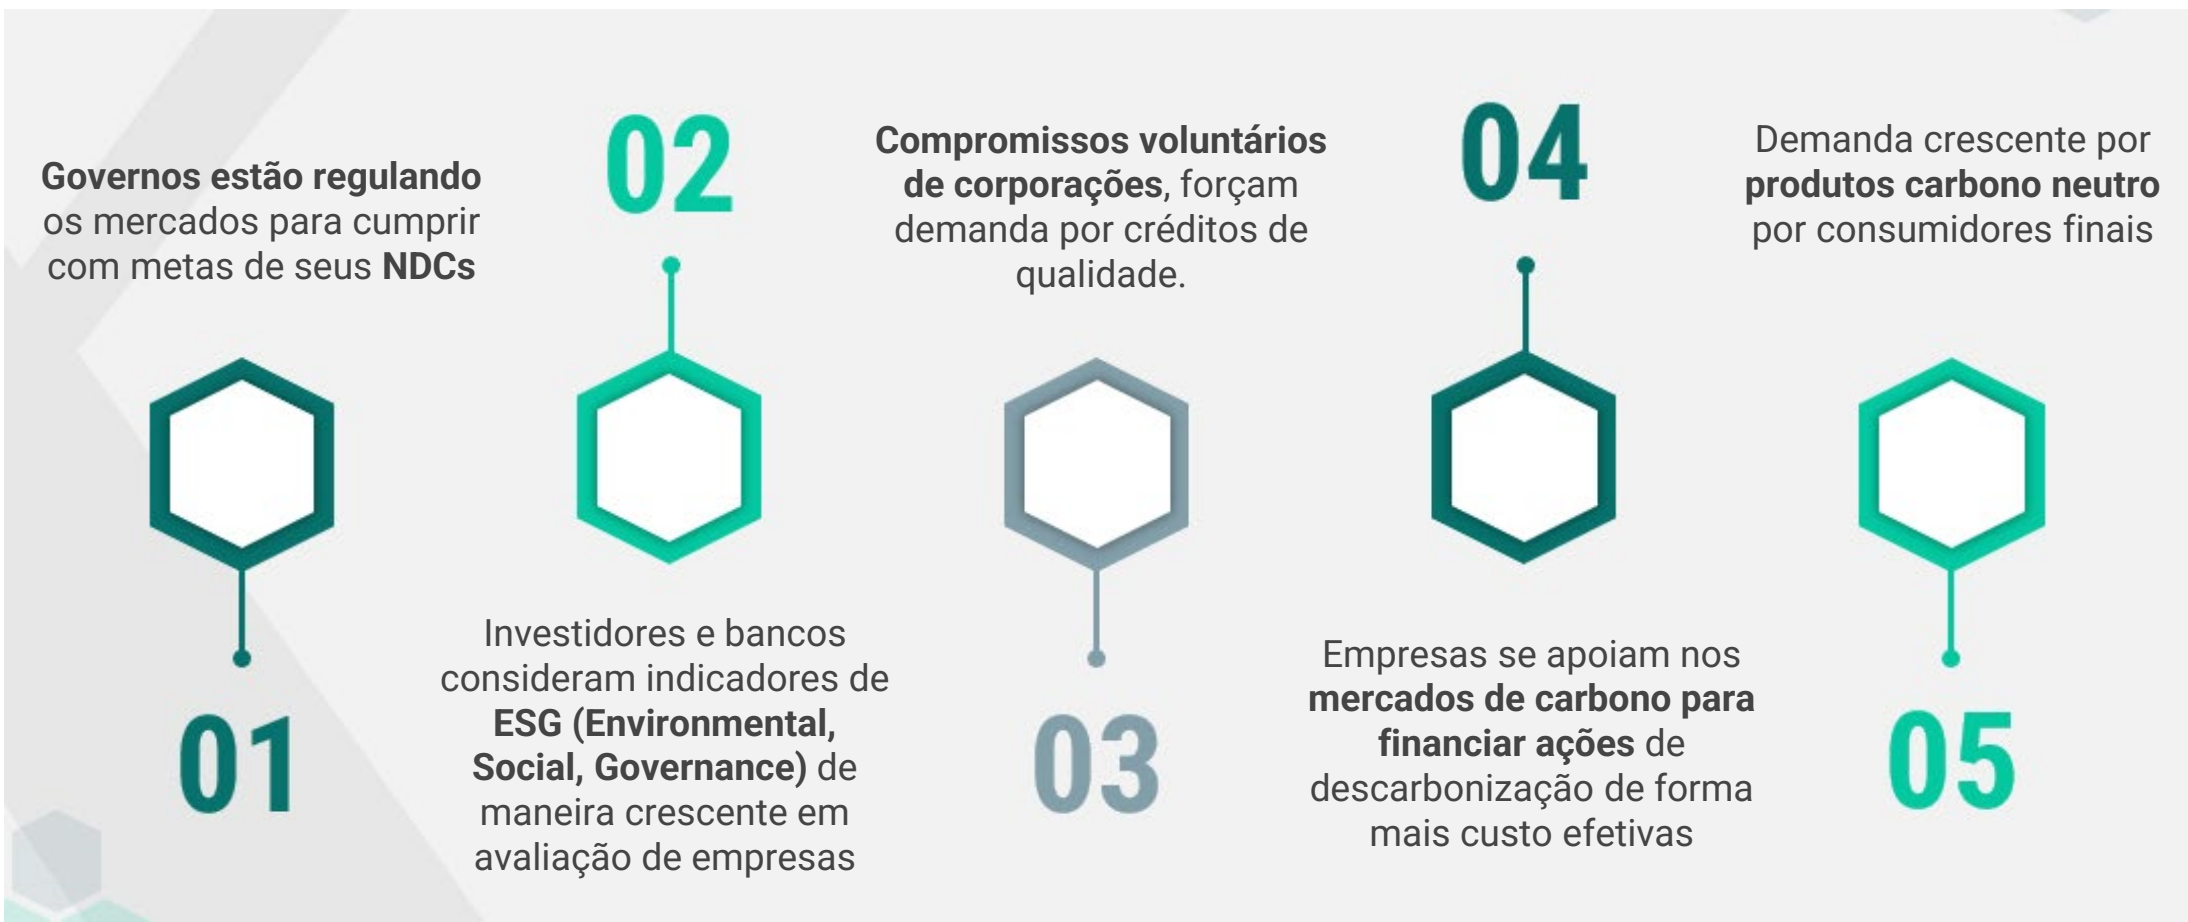 Governos estão regulando
os mercados para cumprir
com metas de seus NDCs
01
02
Investidores e bancos
consideram indicadores de
ESG (Environmental,
Social, Governance) de
maneira crescente em
avaliação de empresas
Compromissos voluntários
de corporações, forçam
demanda por créditos de
qualidade.
03
04
Empresas se apoiam nos
mercados de carbono para
financiar ações de
descarbonização de forma
mais custo efetivas
Demanda crescente por
produtos carbono neutro
por consumidores finais
05